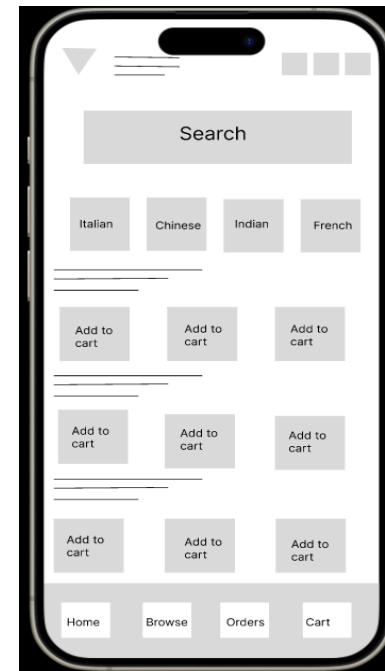 Search
Italian
Chinese
Indian
French
Add to
cart
Add to
cart
Add to
cart
Add to
cart
Add to
cart
Add to
cart
Add to
cart
Add to
cart
Add to
cart
Home
Browse
Orders
Cart